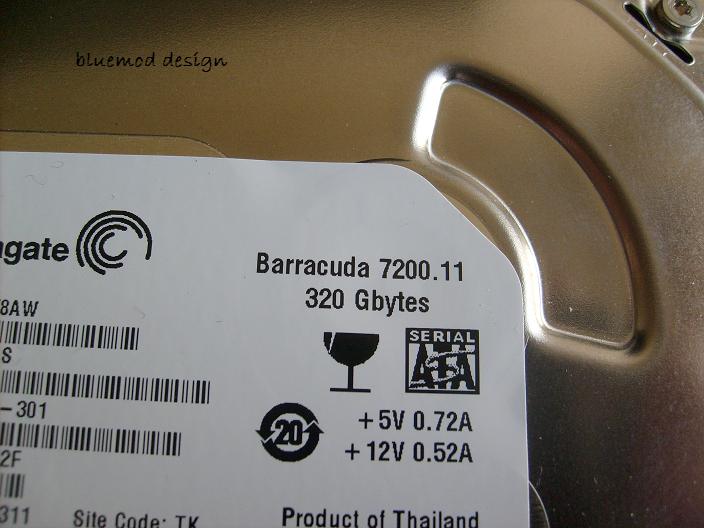 bluemod design
agate
Barracuda 7200.11
320 Gbytes
8AW
SERIAL
ATA
S
-301
20
+5V 0.72A
+12V 0.52A
2F
311
Site Code: TK
Product of Thailand